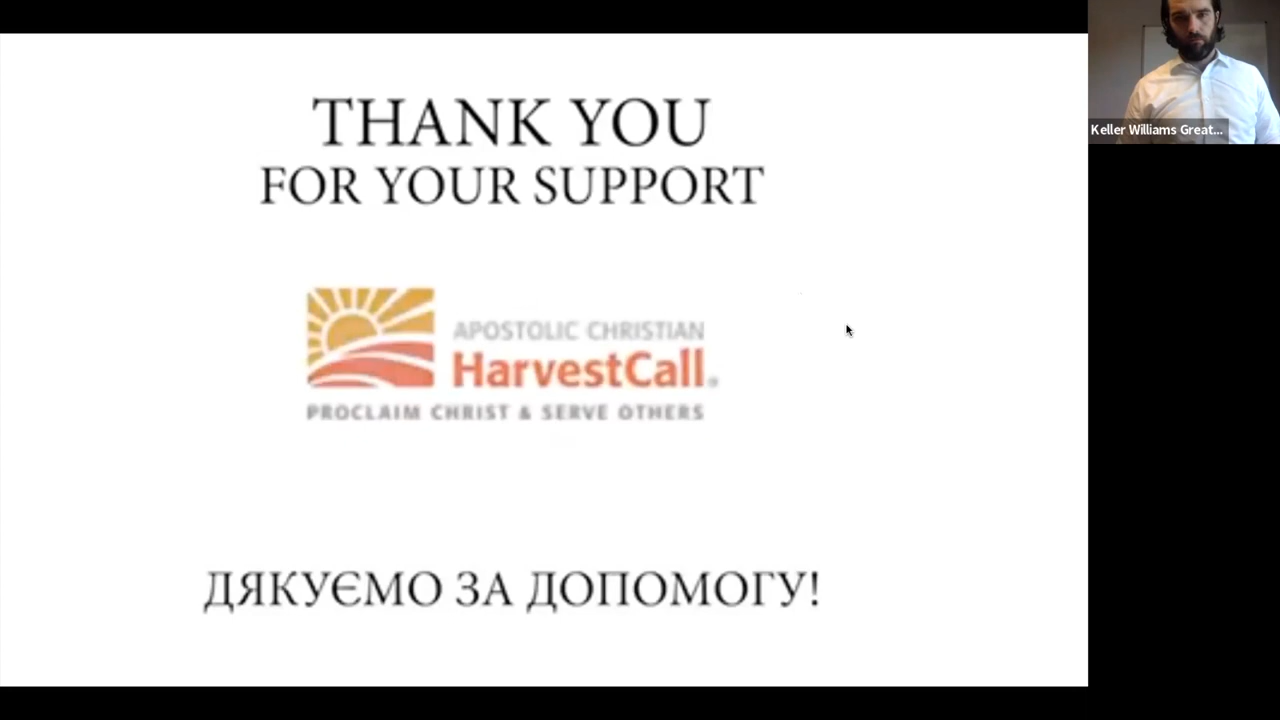 THANK YOU
FOR YOUR SUPPORT
APOSTOLIC CHRISTIAN
HarvestCall®
PROCLAIM CHRIST & SERVE OTHERS
ДЯКУЄМО ЗА ДОПОМОГУ!
Keller Williams Great...